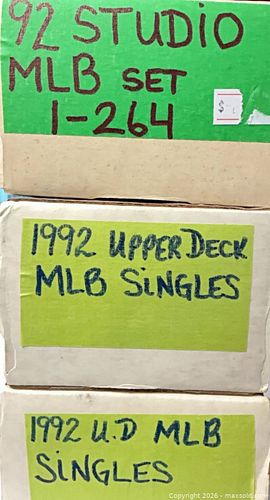 92 STUDIO
MLB SET
1-264
1992 UPPER DECK
MLB SiNGLES
1992 U.D MLB
SiNGLES
Copyright 2026 - maxsold.com